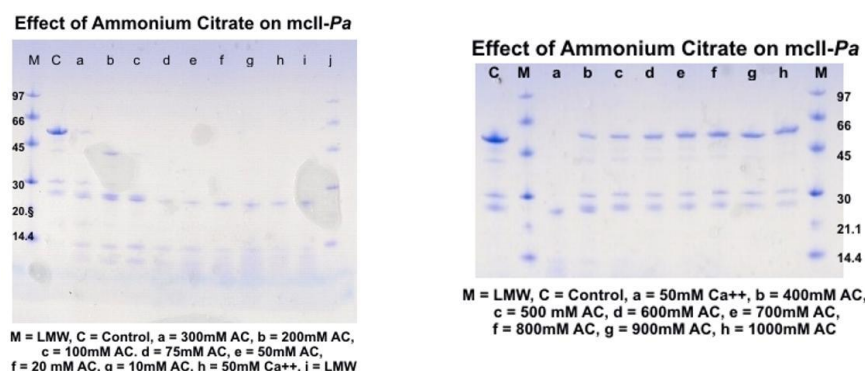 Effect of Ammonium Citrate on mcII-Pa
M C a b c d e f g h i j
97
66
45
30
20.§
14.4
M = LMW, C = Control, a = 300mM AC, b = 200mM AC,
c = 100mM AC. d = 75mM AC, e = 50mM AC,
f = 20 mM AC, g = 10mM AC, h = 50mM Ca++, i = LMW
Effect of Ammonium Citrate on mcII-Pa
C M a b c d e f g h M
97
66
45
30
21.1
14.4
M = LMW, C = Control, a = 50mM Ca++, b = 400mM AC,
c = 500 mM AC, d = 600mM AC, e = 700mM AC,
f = 800mM AC, g = 900mM AC, h = 1000mM AC